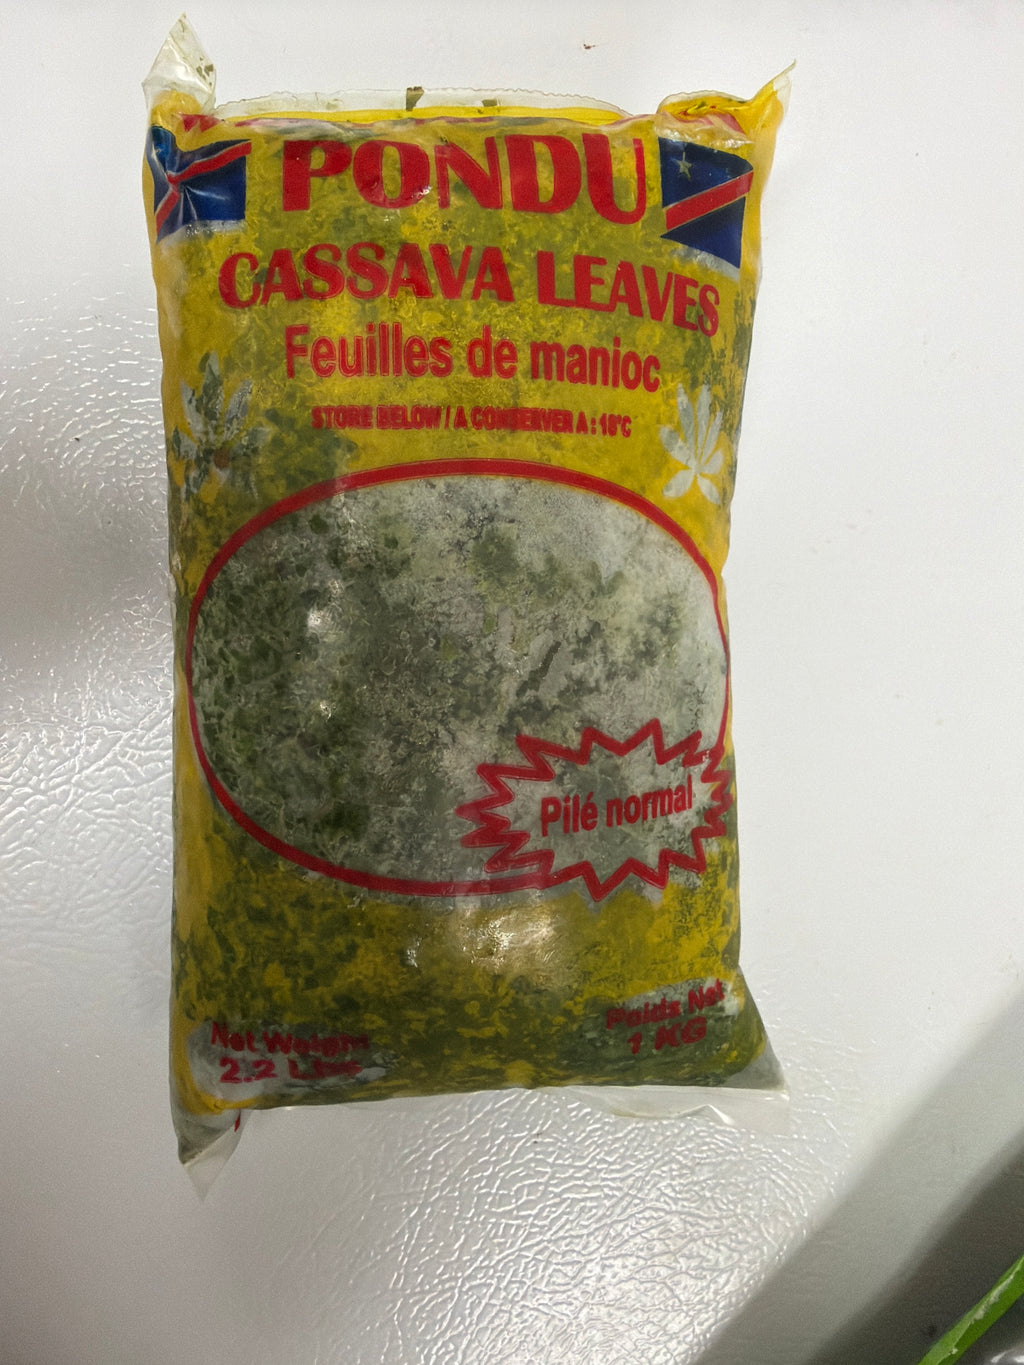 PONDU
CASSAVA LEAVES
Feuilles de manioc
STORE BELOW / A CONSERVER A : 18°C
Pilé normal
Net Weight
2.2 Lbs
Poids Net
1 KG